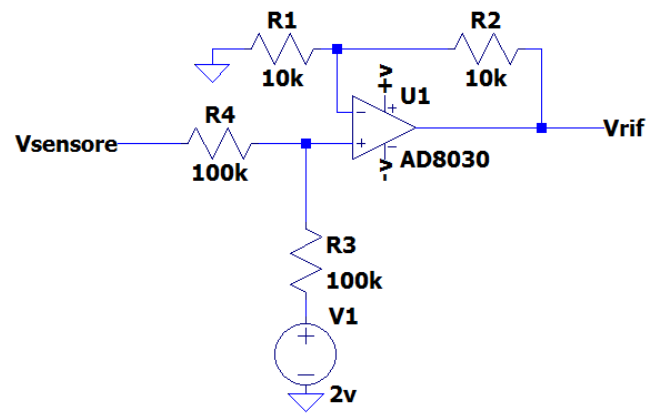 R1
10k
R2
10k
+v
U1
AD8030
-v
Vsensore
R4
100k
Vrif
R3
100k
V1
2v